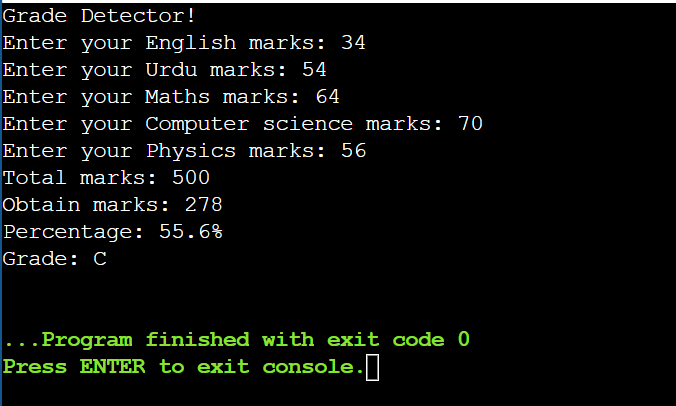 Grade Detector!
Enter your English marks: 34
Enter your Urdu marks: 54
Enter your Maths marks: 64
Enter your Computer science marks: 70
Enter your Physics marks: 56
Total marks: 500
Obtain marks: 278
Percentage: 55.6%
Grade: C
...Program finished with exit code 0
Press ENTER to exit console.